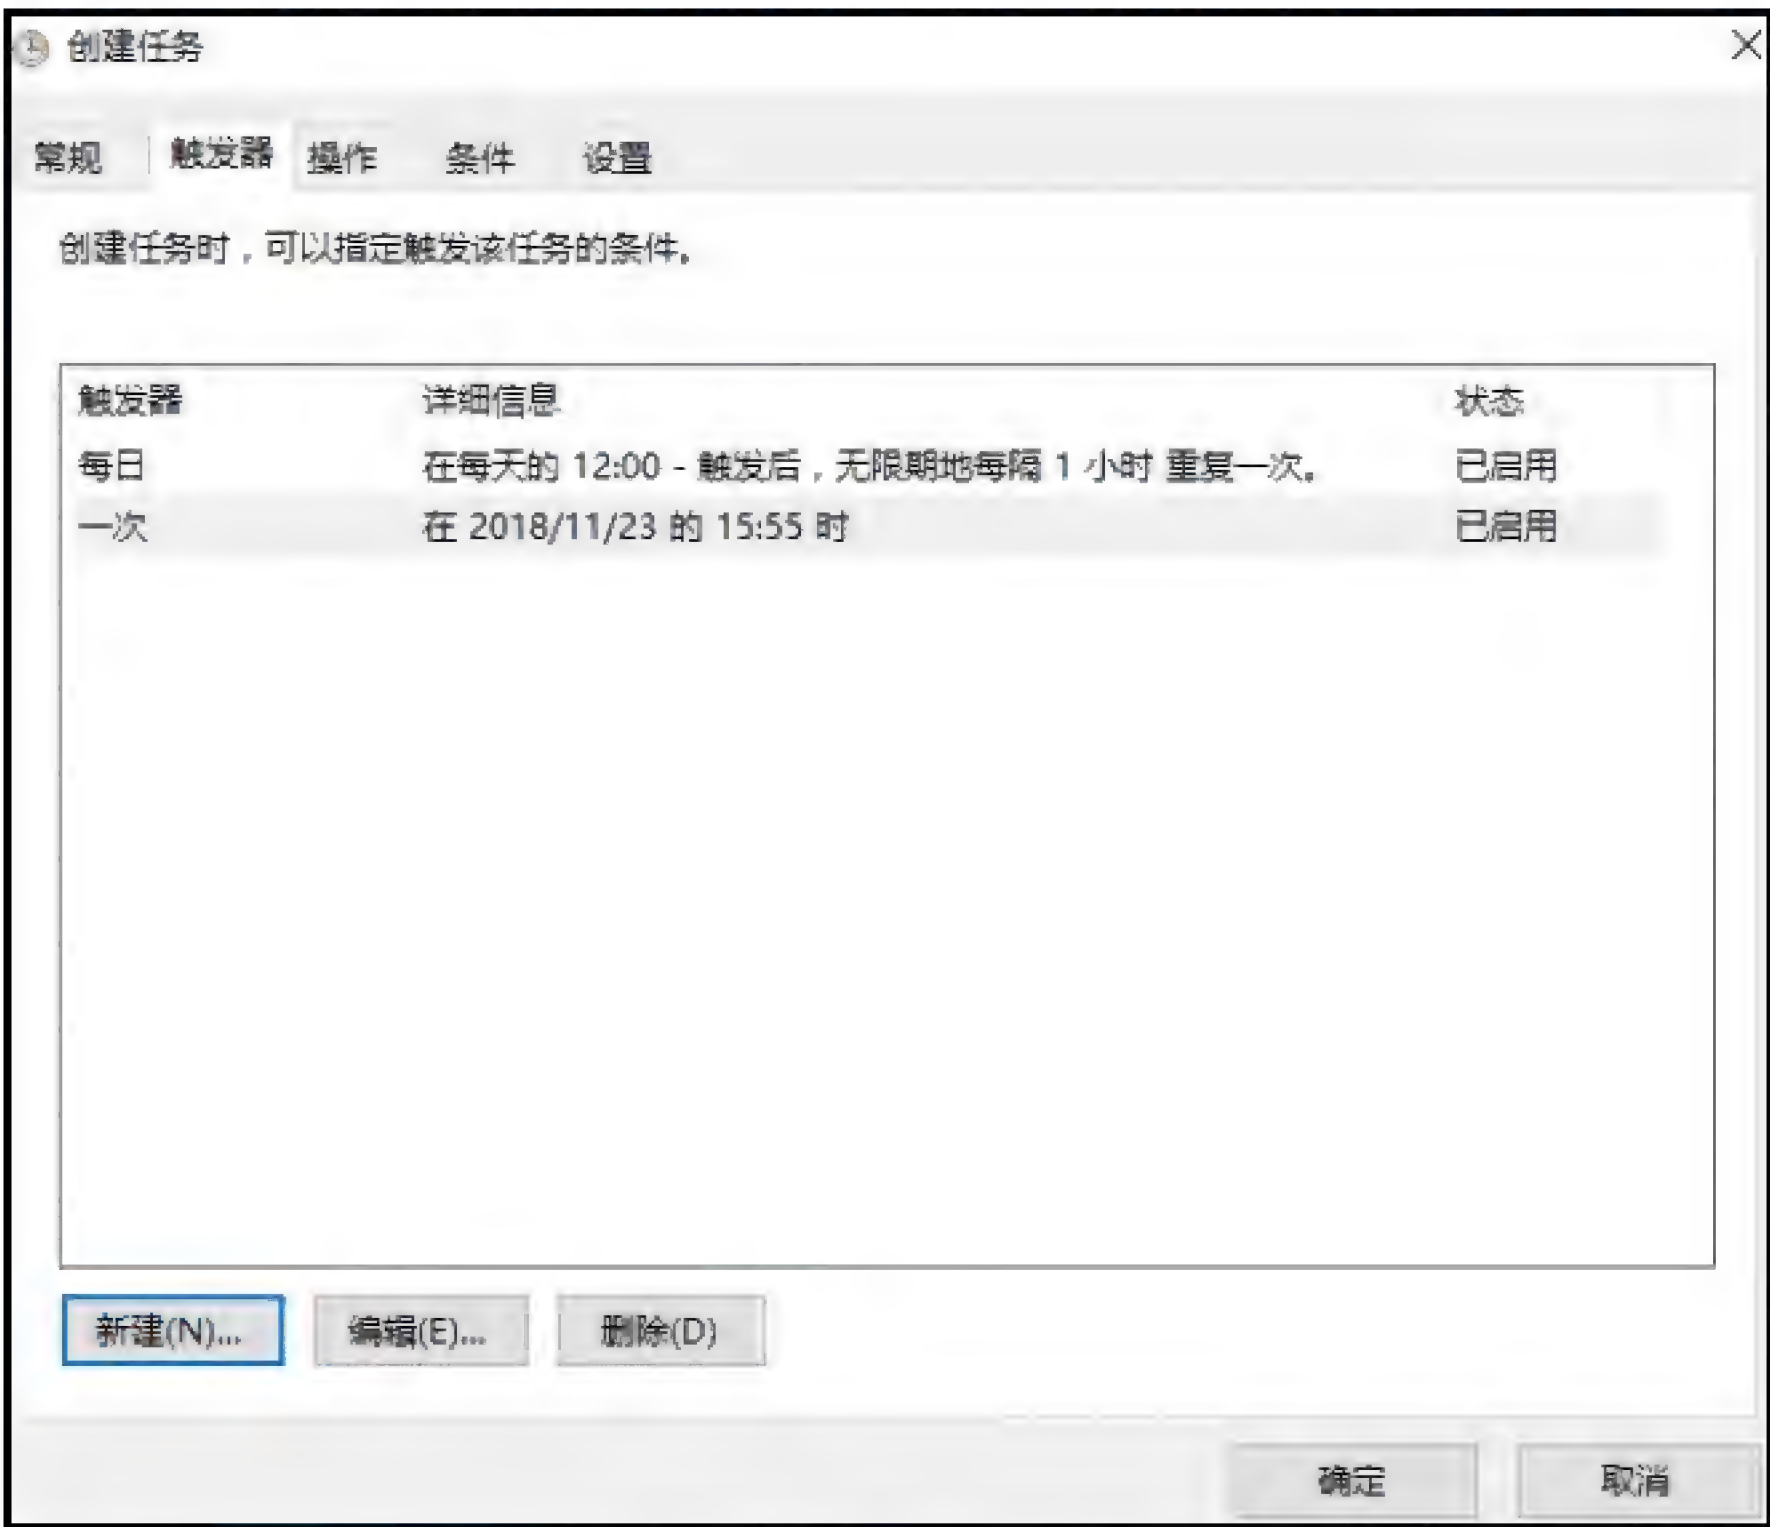 创建任务
常规 触发器 操作 条件 设置
创建任务时，可以指定触发该任务的条件。
触发器 详细信息 状态
每日 在每天的 12:00 - 触发后，无限期地每隔 1 小时 重复一次。 已启用
一次 在 2018/11/23 的 15:55 时 已启用
新建(N)... 编辑(E)... 删除(D)
确定 取消